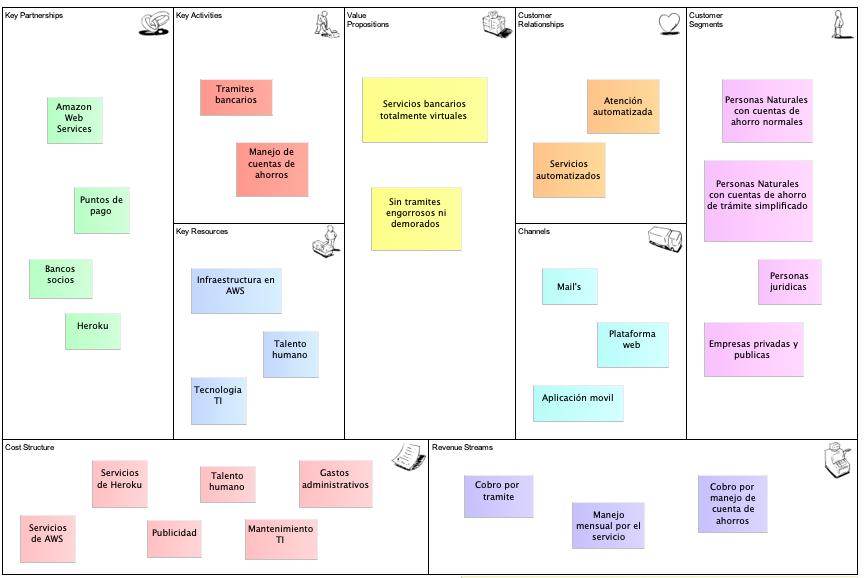 Key Partnerships
Amazon
Web
Services
Puntos de
pago
Bancos
socios
Heroku
Key Activities
Tramites
bancarios
Manejo de
cuentas de
ahorros
Key Resources
Infraestructura en
AWS
Talento
humano
Tecnologia
TI
Value
Propositions
Servicios bancarios
totalmente virtuales
Sin tramites
engorrosos ni
demorados
Customer
Relationships
Atención
automatizada
Servicios
automatizados
Channels
Mail's
Plataforma
web
Aplicación movil
Customer
Segments
Personas Naturales
con cuentas de
ahorro normales
Personas Naturales
con cuentas de ahorro
de trámite simplificado
Personas
juridicas
Empresas privadas y
publicas
Cost Structure
Servicios
de Heroku
Talento
humano
Gastos
administrativos
Servicios
de AWS
Publicidad
Mantenimiento
TI
Revenue Streams
Cobro por
tramite
Manejo
mensual por el
servicio
Cobro por
manejo de
cuenta de
ahorros